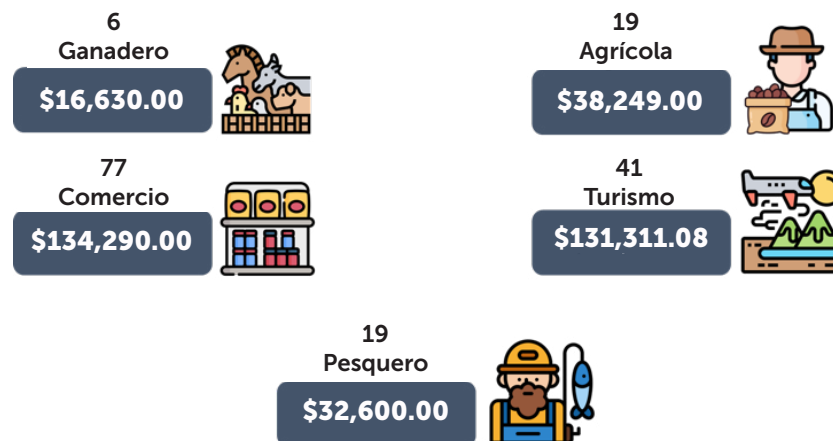 6
Ganadero
$16,630.00
19
Agrícola
$38,249.00
77
Comercio
$134,290.00
41
Turismo
$131,311.08
19
Pesquero
$32,600.00